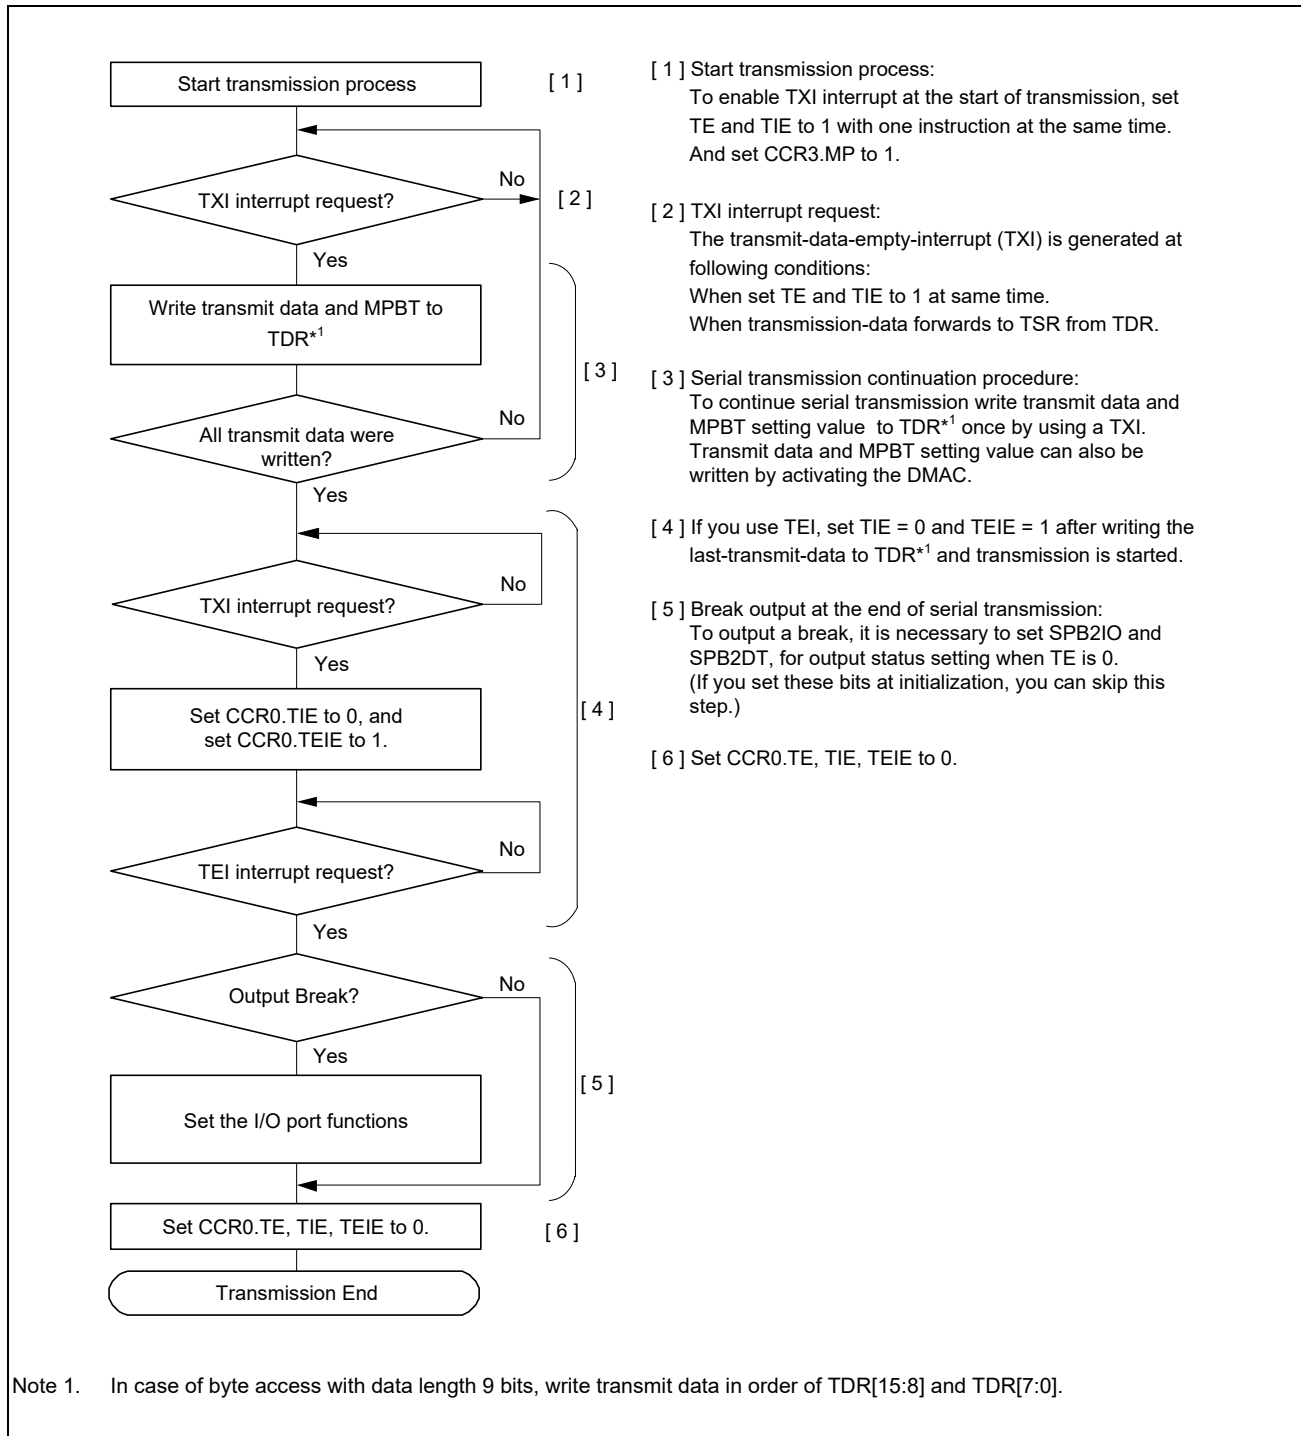 Start transmission process
[ 1 ]
TXI interrupt request?
No
[ 2 ]
Yes
Write transmit data and MPBT to
TDR*1
[ 3 ]
All transmit data were
written?
No
Yes
TXI interrupt request?
No
Yes
Set CCR0.TIE to 0, and
set CCR0.TEIE to 1.
[ 4 ]
TEI interrupt request?
No
Yes
Output Break?
No
Yes
Set the I/O port functions
[ 5 ]
Set CCR0.TE, TIE, TEIE to 0.
[ 6 ]
Transmission End
[ 1 ] Start transmission process:
To enable TXI interrupt at the start of transmission, set
TE and TIE to 1 with one instruction at the same time.
And set CCR3.MP to 1.
[ 2 ] TXI interrupt request:
The transmit-data-empty-interrupt (TXI) is generated at
following conditions:
When set TE and TIE to 1 at same time.
When transmission-data forwards to TSR from TDR.
[ 3 ] Serial transmission continuation procedure:
To continue serial transmission write transmit data and
MPBT setting value to TDR*1 once by using a TXI.
Transmit data and MPBT setting value can also be
written by activating the DMAC.
[ 4 ] If you use TEI, set TIE = 0 and TEIE = 1 after writing the
last-transmit-data to TDR*1 and transmission is started.
[ 5 ] Break output at the end of serial transmission:
To output a break, it is necessary to set SPB2IO and
SPB2DT, for output status setting when TE is 0.
(If you set these bits at initialization, you can skip this
step.)
[ 6 ] Set CCR0.TE, TIE, TEIE to 0.
Note 1. In case of byte access with data length 9 bits, write transmit data in order of TDR[15:8] and TDR[7:0].